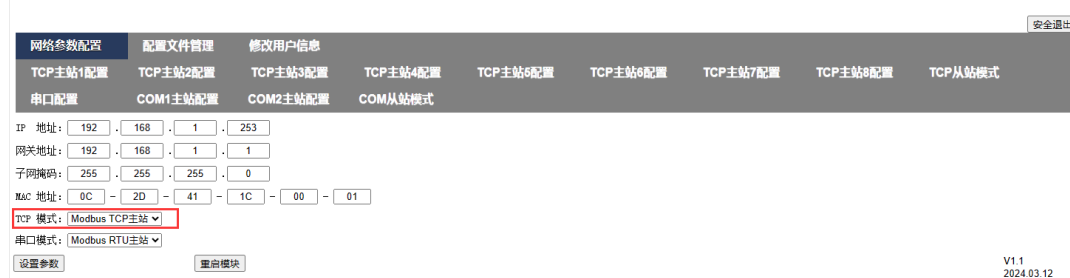 安全退出
网络参数配置 配置文件管理 修改用户信息
TCP主站1配置 TCP主站2配置 TCP主站3配置 TCP主站4配置 TCP主站5配置 TCP主站6配置 TCP主站7配置 TCP主站8配置 TCP从站模式
串口配置 COM1主站配置 COM2主站配置 COM从站模式
IP 地址: 192 . 168 . 1 . 253
网关地址: 192 . 168 . 1 . 1
子网掩码: 255 . 255 . 255 . 0
MAC 地址: 0C - 2D - 41 - 1C - 00 - 01
TCP 模式: Modbus TCP主站
串口模式: Modbus RTU主站
设置参数 重启模块
V1.1
2024.03.12